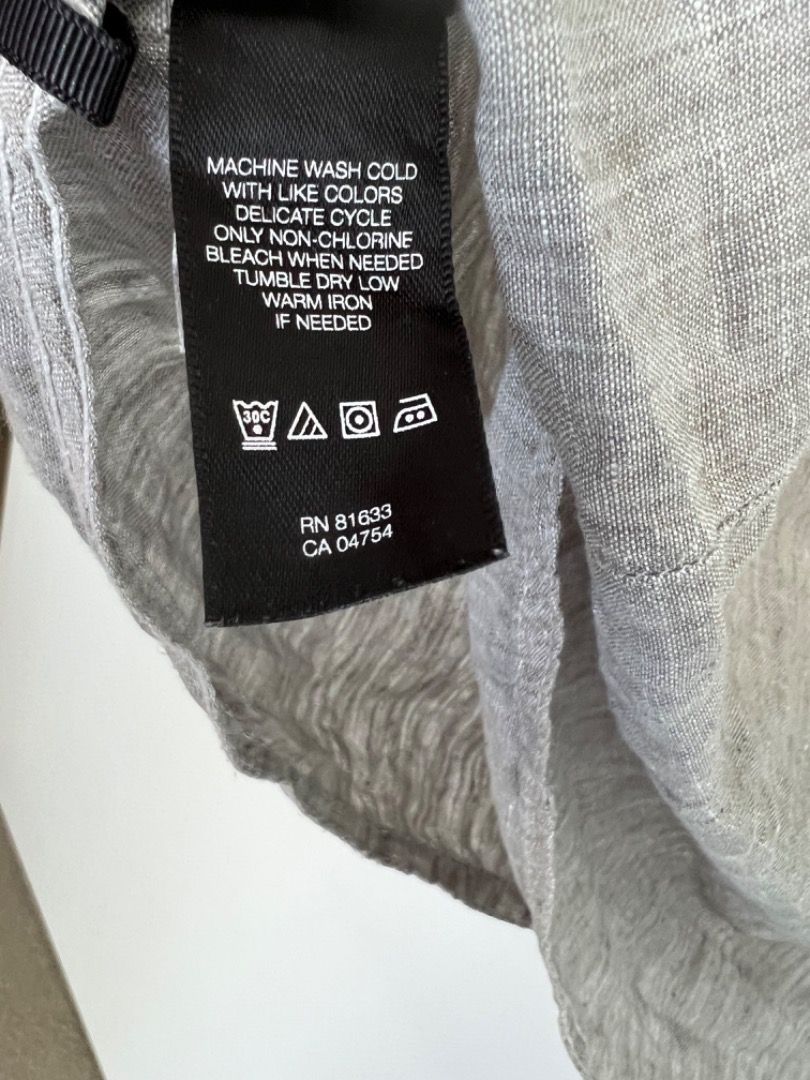 MACHINE WASH COLD
WITH LIKE COLORS
DELICATE CYCLE
ONLY NON-CHLORINE
BLEACH WHEN NEEDED
TUMBLE DRY LOW
WARM IRON
IF NEEDED
30C
RN 81633
CA 04754